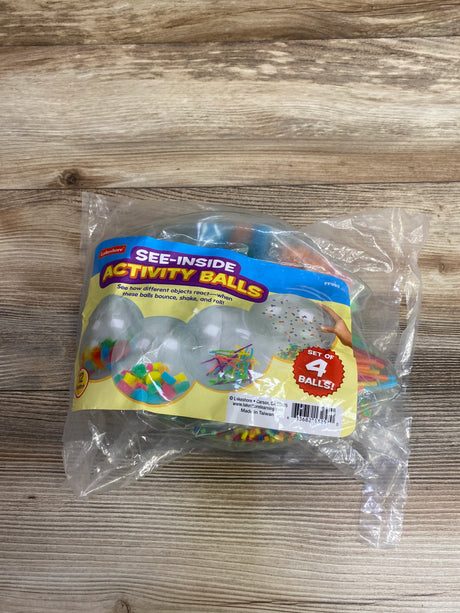 Lakeshore
SEE-INSIDE
ACTIVITY BALLS
See how different objects react—when
these balls bounce, shake, and roll!
SET OF
4
BALLS!
© Lakeshore • Carson, CA
Made in Taiwan